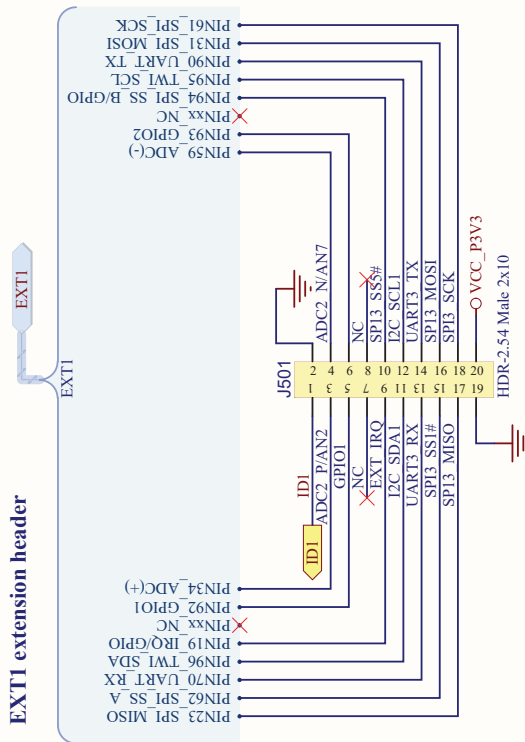 EXT1 extension header
EXT1
EXT1
PIN34_ADC(+)
PIN92_GPIO1
PINxx_NC
PIN19_IRQ/GPIO
PIN96_TWI_SDA
PIN70_UART_RX
PIN62_SPI_SS_A
PIN23_SPI_MISO
PIN61_SPI_SCK
PIN31_SPI_MOSI
PIN90_UART_TX
PIN95_TWI_SCL
PIN94_SPI_SS_B/GPIO
PINxx_NC
PIN93_GPIO2
PIN59_ADC(-)
ID1
ID1
ADC2_P/AN2
GPIO1
NC
EXT_IRQ
I2C_SDA1
UART3_RX
SPI3_SS1#
SP13_MISO
J501
1 2
3 4
5 6
7 8
9 10
11 12
13 14
15 16
17 18
19 20
HDR-2.54 Male 2x10
ADC2_N/AN7
NC
SP13_SS5#
I2C_SCL1
UART3_TX
SP13_MOSI
SPI3_SCK
VCC_P3V3